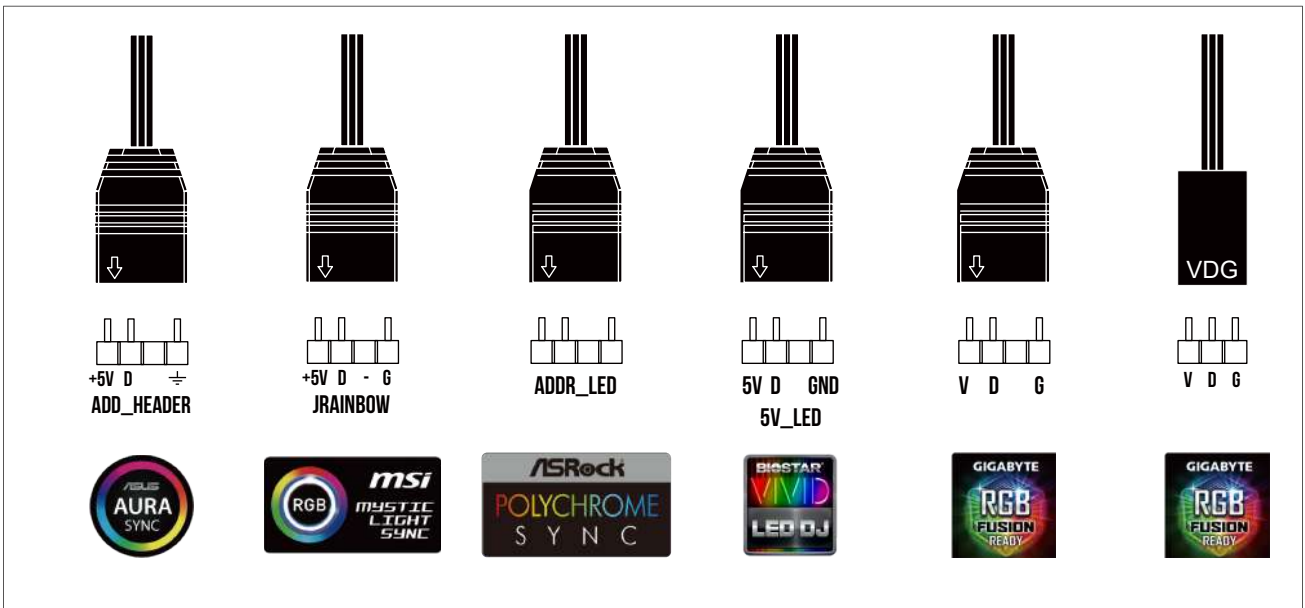 VDG
+5V D ⏚
ADD_HEADER
+5V D - G
JRAINBOW
ADDR_LED
5V D GND
5V_LED
V D G
V D G
ASUS
AURA
SYNC
RGB
msi
MYSTIC
LIGHT
SYNC
ASRock
POLYCHROME
SYNC
BIOSTAR
VIVID
LED DJ
GIGABYTE
RGB
FUSION
READY
GIGABYTE
RGB
FUSION
READY